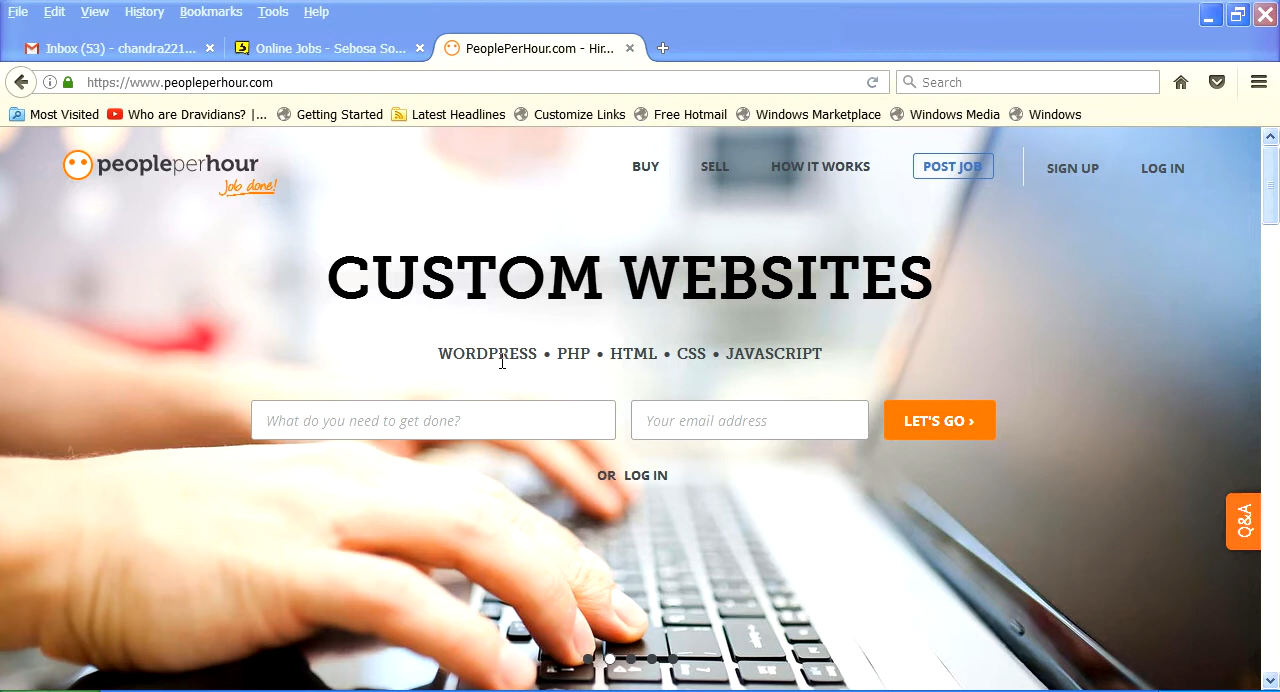 File Edit View History Bookmarks Tools Help
Inbox (53) - chandra221... Online Jobs - Sebosa So... PeoplePerHour.com - Hir...
https://www.peopleperhour.com Search
Most Visited Who are Dravidians? |... Getting Started Latest Headlines Customize Links Free Hotmail Windows Marketplace Windows Media Windows
peopleperhour BUY SELL HOW IT WORKS POST JOB SIGN UP LOG IN
Job done!
CUSTOM WEBSITES
WORDPRESS • PHP • HTML • CSS • JAVASCRIPT
What do you need to get done? Your email address LET'S GO ›
OR LOG IN
Q&A